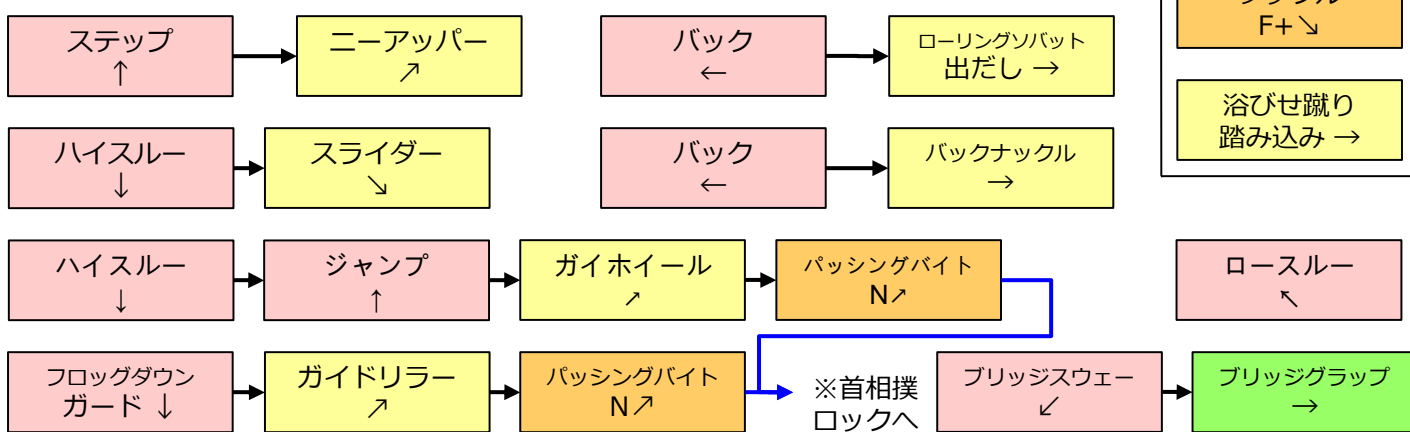 F+↘
ステップ
↑
ニーアッパー
↗
バック
←
ローリングソバット
出だし →
浴びせ蹴り
踏み込み →
ハイスルー
↓
スライダー
↘
バック
←
バックナックル
→
ハイスルー
↓
ジャンプ
↑
ガイホイール
↗
パッシングバイト
N↗
ロースルー
↖
フロッグダウン
ガード ↓
ガイドリラー
↗
パッシングバイト
N↗
※首相撲
ロックへ
ブリッジスウェー
↙
ブリッジグラップ
→